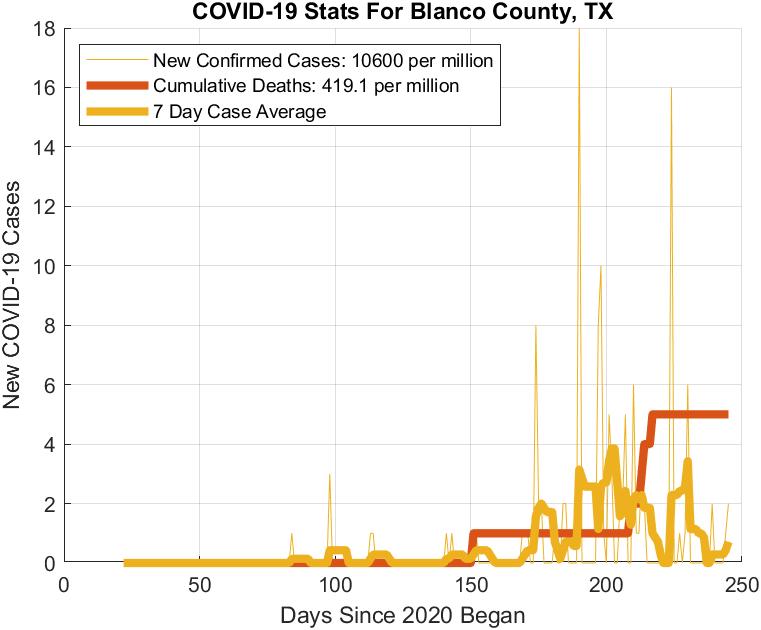 COVID-19 Stats For Blanco County, TX
New Confirmed Cases: 10600 per million
Cumulative Deaths: 419.1 per million
7 Day Case Average
18
16
14
12
10
8
6
4
2
0
New COVID-19 Cases
0 50 100 150 200 250
Days Since 2020 Began